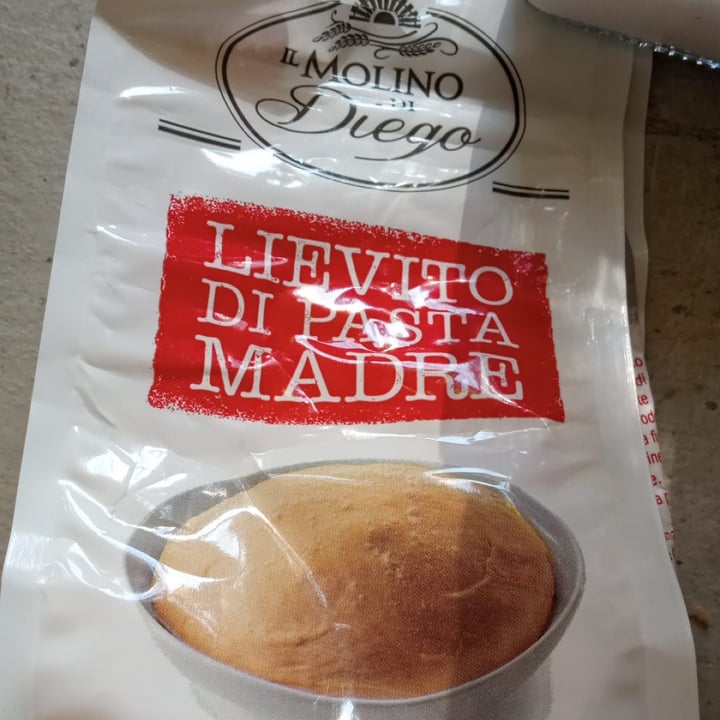 IL MOLINO
DI
Diego
LIEVITO
DI PASTA
MADRE